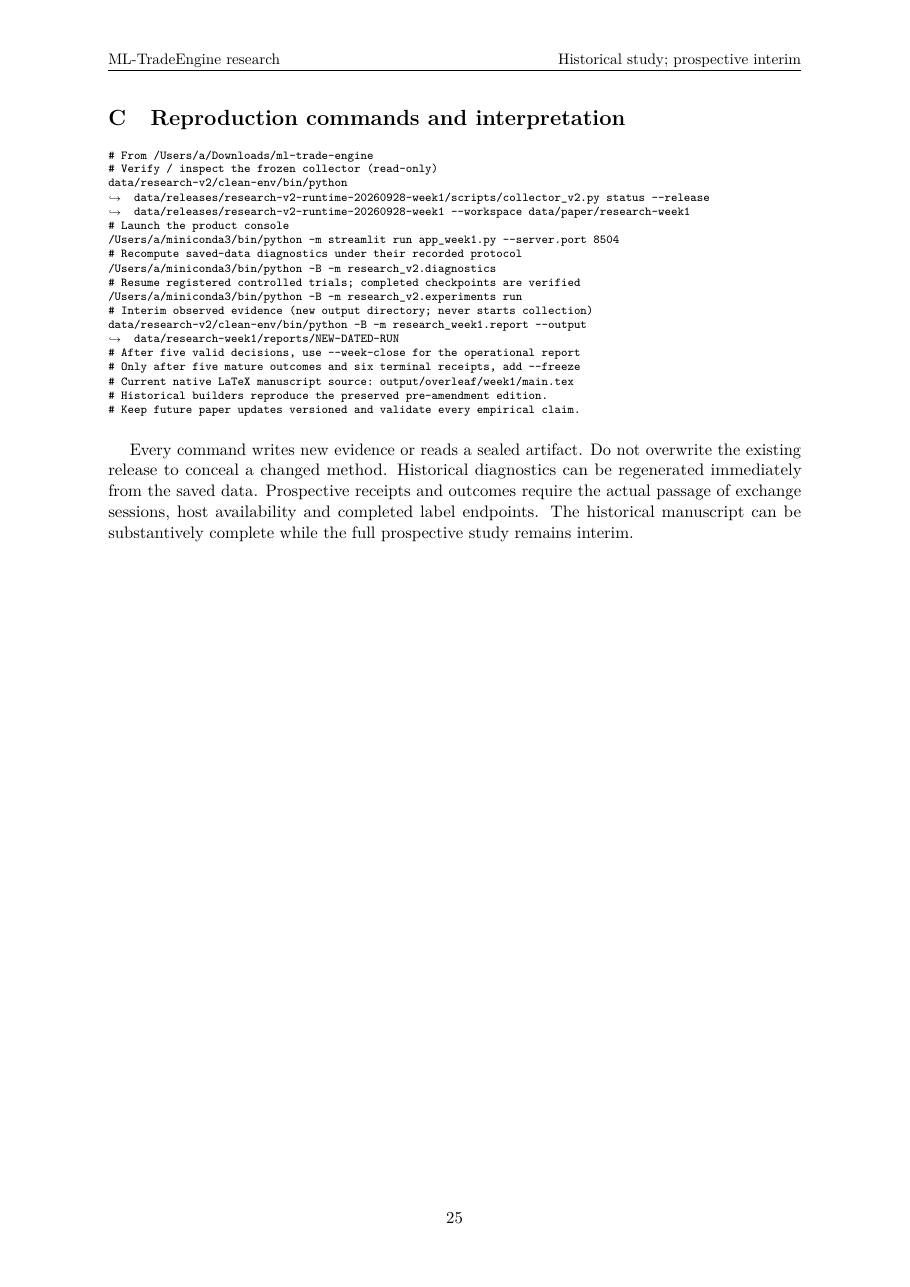 ML-TradeEngine research
Historical study; prospective interim
C Reproduction commands and interpretation
# From /Users/a/Downloads/ml-trade-engine
# Verify / inspect the frozen collector (read-only)
data/research-v2/clean-env/bin/python
↪ data/releases/research-v2-runtime-20260928-week1/scripts/collector_v2.py status --release
↪ data/releases/research-v2-runtime-20260928-week1 --workspace data/paper/research-week1
# Launch the product console
/Users/a/miniconda3/bin/python -m streamlit run app_week1.py --server.port 8504
# Recompute saved-data diagnostics under their recorded protocol
/Users/a/miniconda3/bin/python -B -m research_v2.diagnostics
# Resume registered controlled trials; completed checkpoints are verified
/Users/a/miniconda3/bin/python -B -m research_v2.experiments run
# Interim observed evidence (new output directory; never starts collection)
data/research-v2/clean-env/bin/python -B -m research_week1.report --output
↪ data/research-week1/reports/NEW-DATED-RUN
# After five valid decisions, use --week-close for the operational report
# Only after five mature outcomes and six terminal receipts, add --freeze
# Current native LaTeX manuscript source: output/overleaf/week1/main.tex
# Historical builders reproduce the preserved pre-amendment edition.
# Keep future paper updates versioned and validate every empirical claim.
Every command writes new evidence or reads a sealed artifact. Do not overwrite the existing
release to conceal a changed method. Historical diagnostics can be regenerated immediately
from the saved data. Prospective receipts and outcomes require the actual passage of exchange
sessions, host availability and completed label endpoints. The historical manuscript can be
substantively complete while the full prospective study remains interim.
25